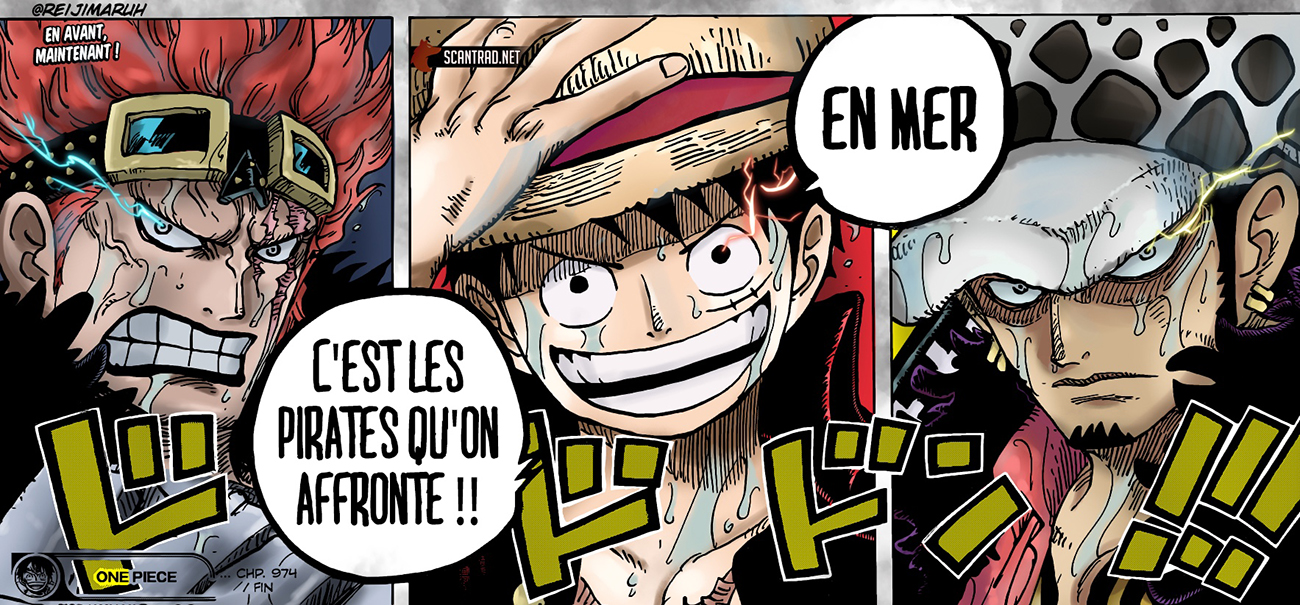 @REIJIMARUH
EN AVANT,
MAINTENANT !
SCANTRAD.NET
EN MER
C'EST LES
PIRATES QU'ON
AFFRONTE !!
ドドドン!!!
ONE PIECE
... CHP. 974
// FIN